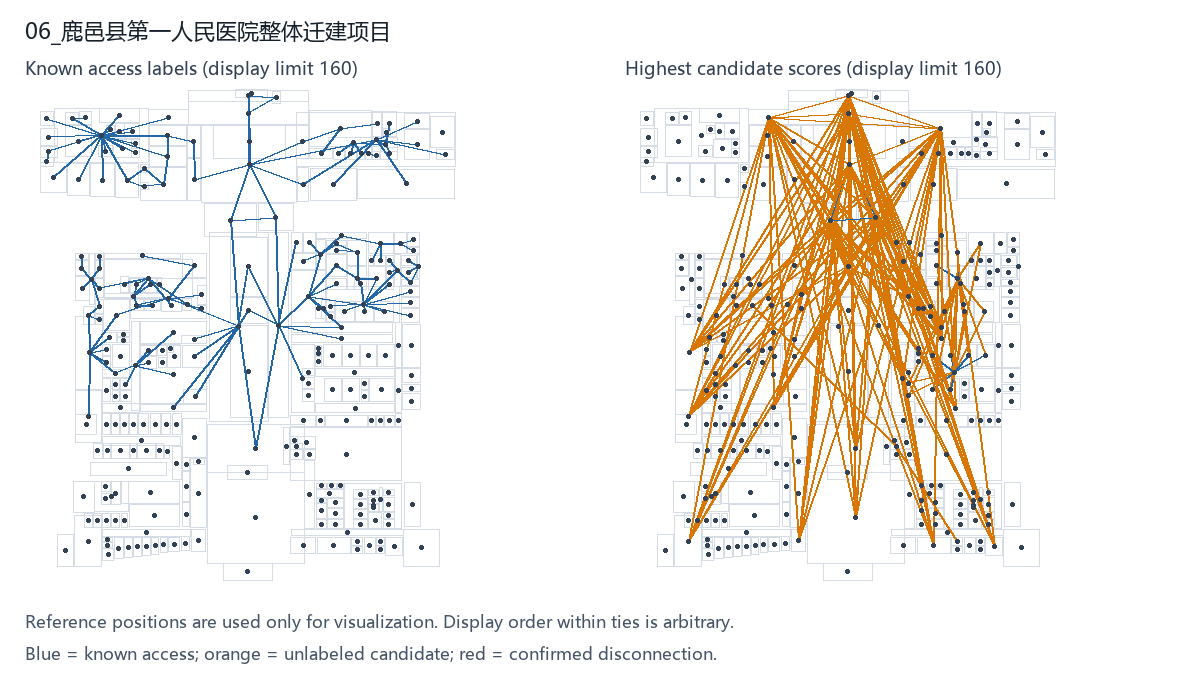 06_鹿邑县第一人民医院整体迁建项目
Known access labels (display limit 160)
Highest candidate scores (display limit 160)
Reference positions are used only for visualization. Display order within ties is arbitrary.
Blue = known access; orange = unlabeled candidate; red = confirmed disconnection.